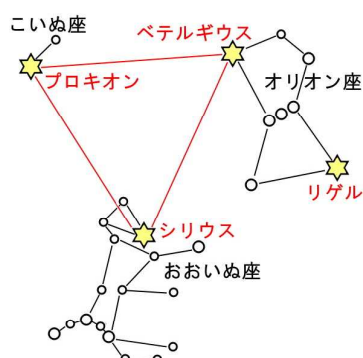 こいぬ座
ベテルギウス
プロキオン
オリオン座
リゲル
シリウス
おおいぬ座